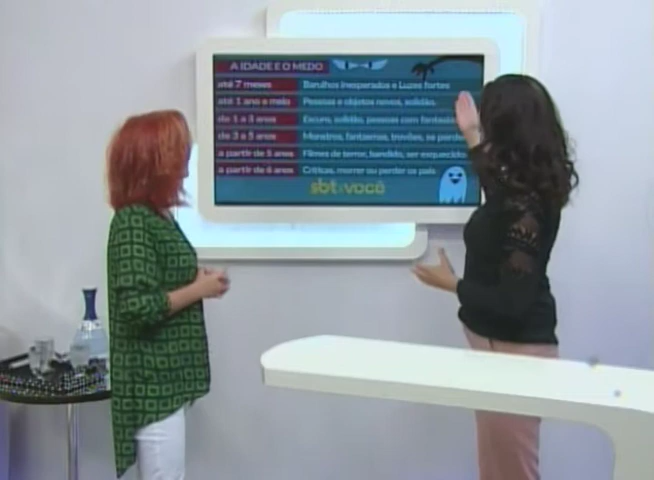 A IDADE E O MEDO
até 7 meses Barulhos inesperados e Luzes fortes
até 1 ano e meio Pessoas e objetos novos, solidão.
de 1 a 3 anos Escuro, solidão, pessoas com fantasia
de 3 a 5 anos Monstros, fantasmas, trovões, se perder
a partir de 5 anos Filmes de terror, bandido, ser esquecido
a partir de 6 anos Críticas, morrer ou perder os pais
sbt e você